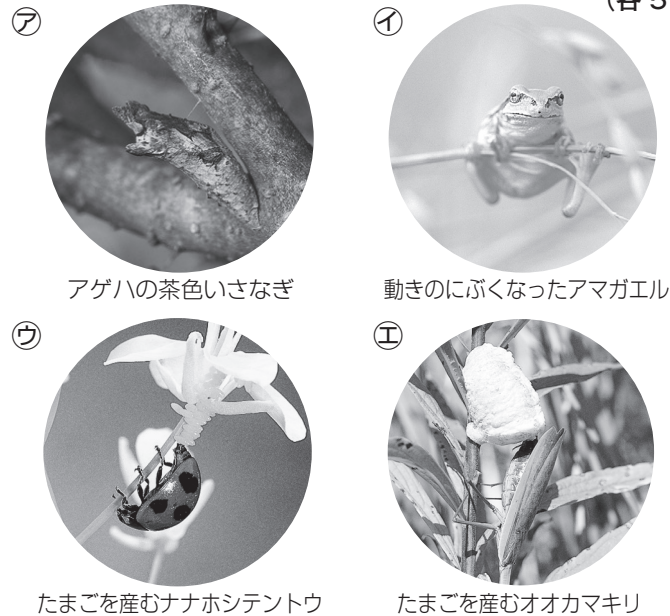 (各5
㋐
㋑
アゲハの茶色いさなぎ
動きのにぶくなったアマガエル
㋒
㋓
たまごを産むナナホシテントウ
たまごを産むオオカマキリ